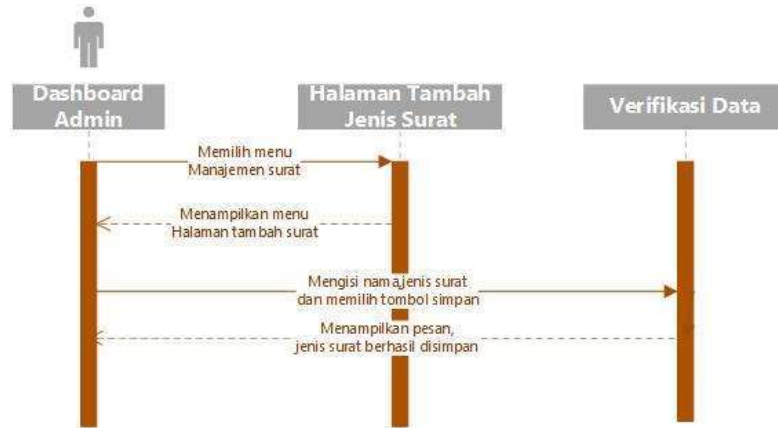 Dashboard
Admin
Halaman Tambah
Jenis Surat
Verifikasi Data
Memilih menu
Manajemen surat
Menampilkan menu
Halaman tambah surat
Mengisi nama,jenis surat
dan memilih tombol simpan
Menampilkan pesan,
jenis surat berhasil disimpan